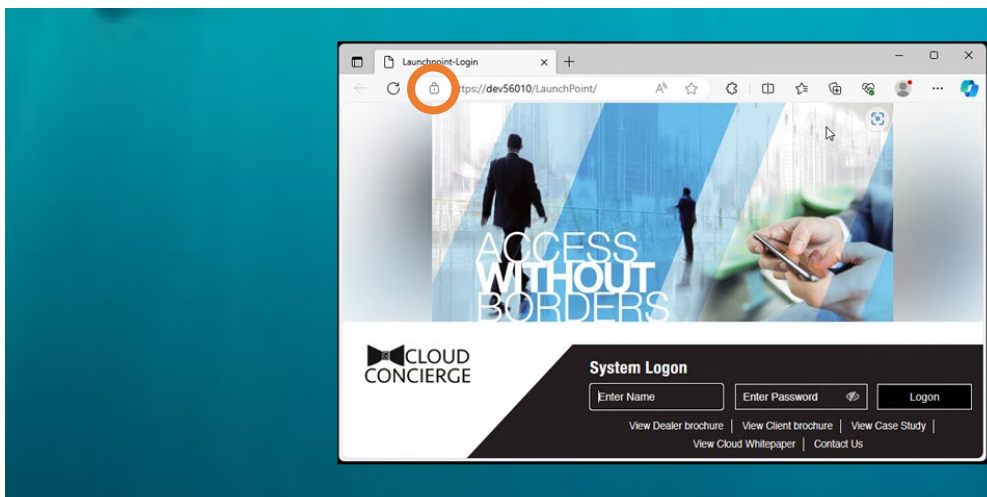 Launchpoint-Login
https://dev56010/LaunchPoint/
ACCESS
WITHOUT
BORDERS
CLOUD
CONCIERGE
System Logon
Enter Name
Enter Password
Logon
View Dealer brochure | View Client brochure | View Case Study |
View Cloud Whitepaper | Contact Us